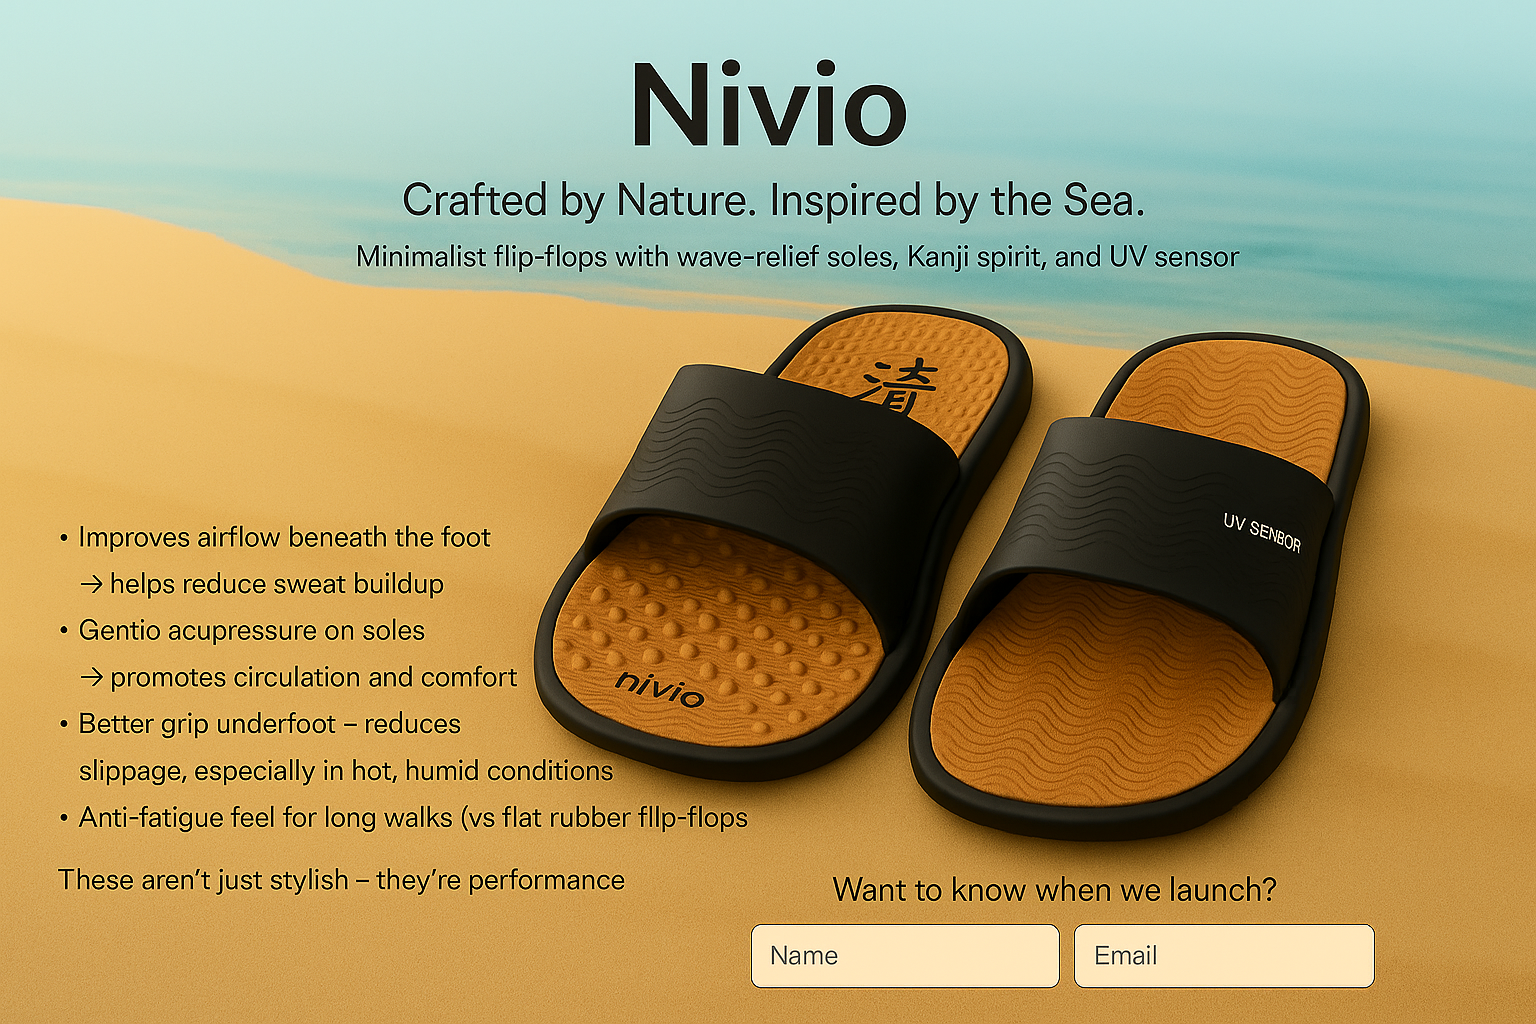 Nivio
Crafted by Nature. Inspired by the Sea.
Minimalist flip-flops with wave-relief soles, Kanji spirit, and UV sensor
UV SENBOR
nivio
• Improves airflow beneath the foot
→ helps reduce sweat buildup
• Gentio acupressure on soles
→ promotes circulation and comfort
• Better grip underfoot – reduces
slippage, especially in hot, humid conditions
• Anti-fatigue feel for long walks (vs flat rubber fllp-flops
These aren't just stylish – they're performance
Want to know when we launch?
Name
Email